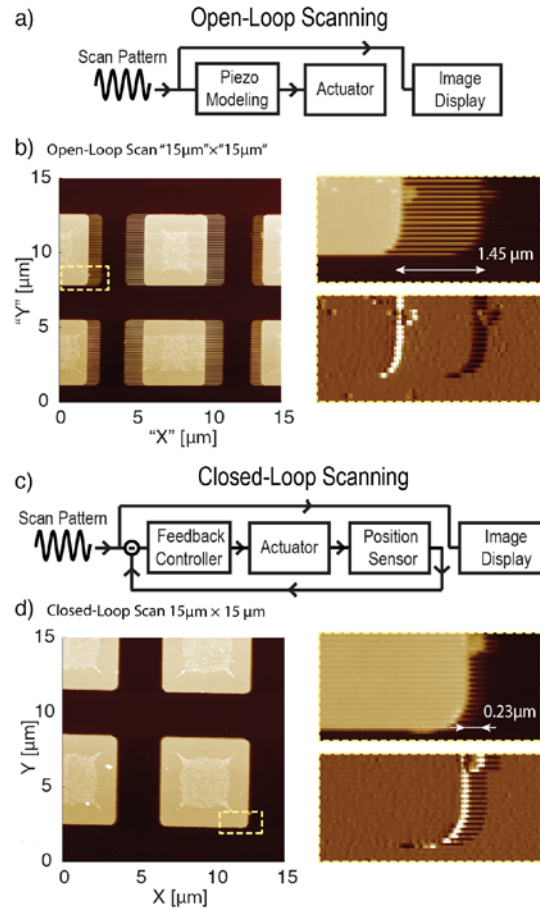 a)
Open-Loop Scanning
Scan Pattern
Piezo
Modeling
Actuator
Image
Display
b) Open-Loop Scan "15µm"×"15µm"
15
10
5
0
"Y" [µm]
0 5 10 15
"X" [µm]
1.45 µm
c)
Closed-Loop Scanning
Scan Pattern
Feedback
Controller
Actuator
Position
Sensor
Image
Display
d) Closed-Loop Scan 15µm × 15 µm
15
10
5
0
Y [µm]
0 5 10 15
X [µm]
0.23µm